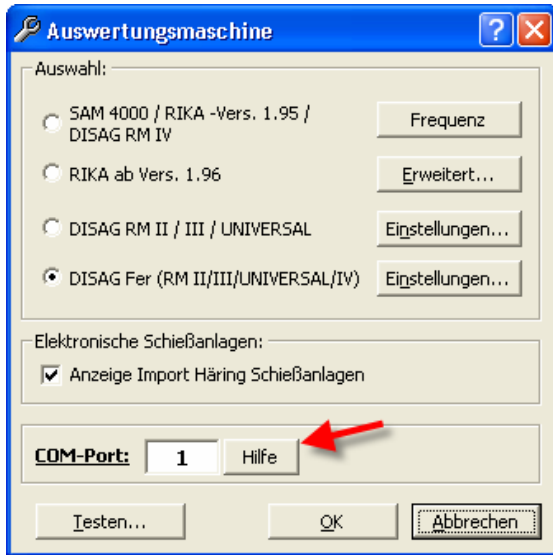 Auswertungsmaschine
Auswahl:
SAM 4000 / RIKA -Vers. 1.95 /
DISAG RM IV
Frequenz
RIKA ab Vers. 1.96
Erweitert...
DISAG RM II / III / UNIVERSAL
Einstellungen...
DISAG Fer (RM II/III/UNIVERSAL/IV)
Einstellungen...
Elektronische Schießanlagen:
Anzeige Import Häring Schießanlagen
COM-Port: 1 Hilfe
Testen... OK Abbrechen